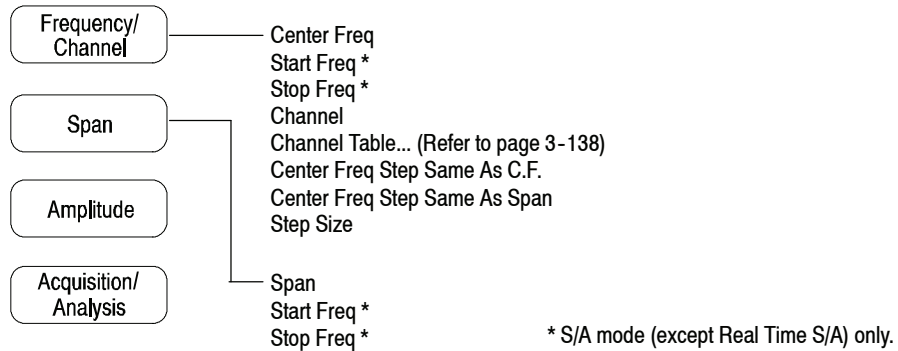 Frequency/
Channel
Center Freq
Start Freq *
Stop Freq *
Channel
Channel Table... (Refer to page 3-138)
Center Freq Step Same As C.F.
Center Freq Step Same As Span
Step Size
Span
Amplitude
Acquisition/
Analysis
Span
Start Freq *
Stop Freq *
* S/A mode (except Real Time S/A) only.